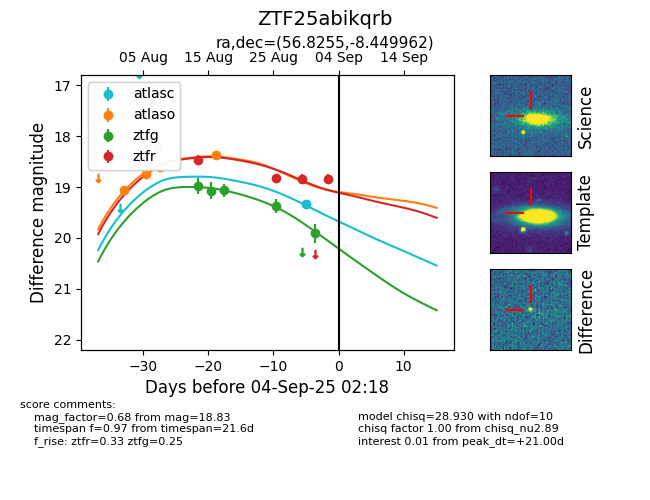 ZTF25abikqrb
ra,dec=(56.8255,-8.449962)
05 Aug 15 Aug 25 Aug 04 Sep 14 Sep
17
18
19
20
21
22
Difference magnitude
atlasc
atlaso
ztfg
ztfr
−30 −20 −10 0 10
Days before 04-Sep-25 02:18
Science
Template
Difference
score comments:
mag_factor=0.68 from mag=18.83
timespan f=0.97 from timespan=21.6d
f_rise: ztfr=0.33 ztfg=0.25
model chisq=28.930 with ndof=10
chisq factor 1.00 from chisq_nu2.89
interest 0.01 from peak_dt=+21.00d